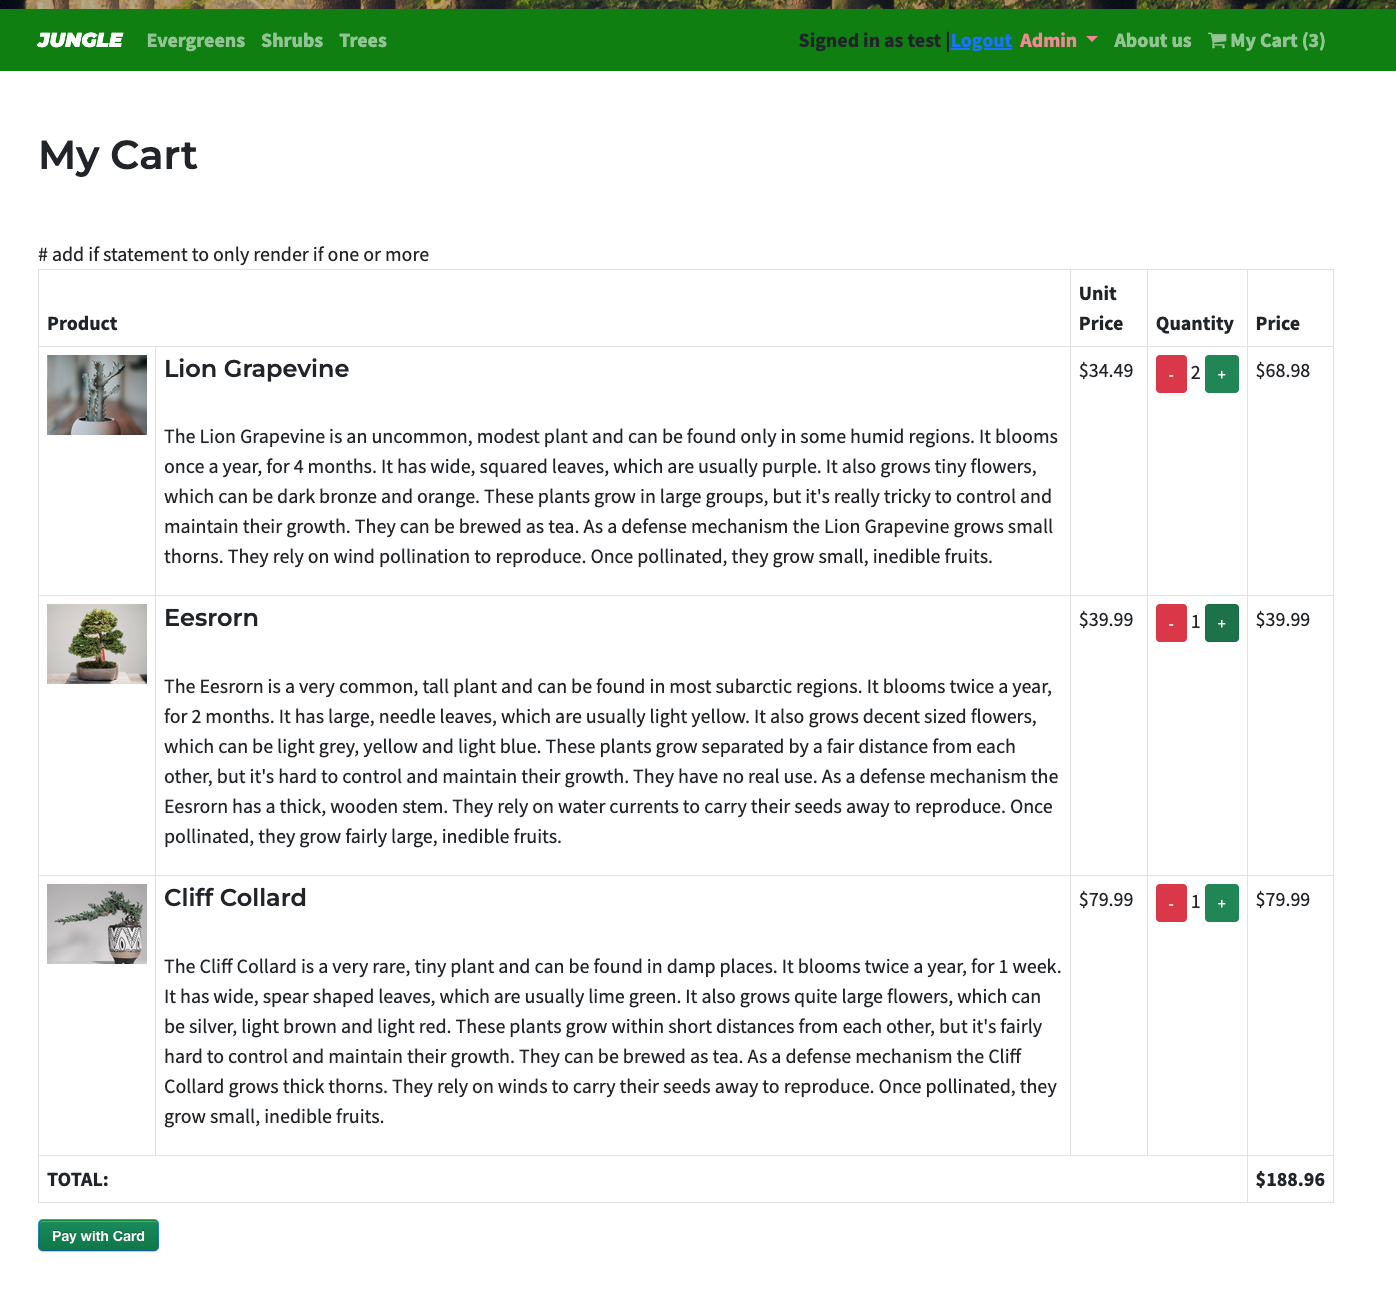 JUNGLE Evergreens Shrubs Trees Signed in as test |Logout Admin About us My Cart (3)
My Cart
# add if statement to only render if one or more
Product Unit Price Quantity Price
Lion Grapevine $34.49 - 2 + $68.98
The Lion Grapevine is an uncommon, modest plant and can be found only in some humid regions. It blooms
once a year, for 4 months. It has wide, squared leaves, which are usually purple. It also grows tiny flowers,
which can be dark bronze and orange. These plants grow in large groups, but it's really tricky to control and
maintain their growth. They can be brewed as tea. As a defense mechanism the Lion Grapevine grows small
thorns. They rely on wind pollination to reproduce. Once pollinated, they grow small, inedible fruits.
Eesrorn $39.99 - 1 + $39.99
The Eesrorn is a very common, tall plant and can be found in most subarctic regions. It blooms twice a year,
for 2 months. It has large, needle leaves, which are usually light yellow. It also grows decent sized flowers,
which can be light grey, yellow and light blue. These plants grow separated by a fair distance from each
other, but it's hard to control and maintain their growth. They have no real use. As a defense mechanism the
Eesrorn has a thick, wooden stem. They rely on water currents to carry their seeds away to reproduce. Once
pollinated, they grow fairly large, inedible fruits.
Cliff Collard $79.99 - 1 + $79.99
The Cliff Collard is a very rare, tiny plant and can be found in damp places. It blooms twice a year, for 1 week.
It has wide, spear shaped leaves, which are usually lime green. It also grows quite large flowers, which can
be silver, light brown and light red. These plants grow within short distances from each other, but it's fairly
hard to control and maintain their growth. They can be brewed as tea. As a defense mechanism the Cliff
Collard grows thick thorns. They rely on winds to carry their seeds away to reproduce. Once pollinated, they
grow small, inedible fruits.
TOTAL: $188.96
Pay with Card